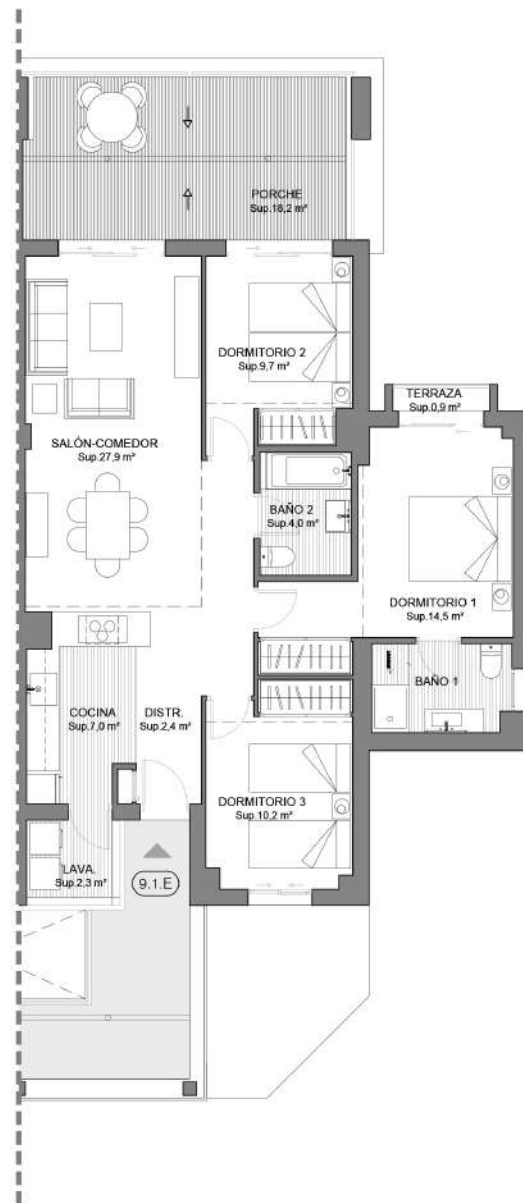 PORCHE
Sup.18,2 m²
DORMITORIO 2
Sup.9,7 m²
TERRAZA
Sup.0,9 m²
SALÓN-COMEDOR
Sup.27,9 m²
BAÑO 2
Sup.4,0 m²
DORMITORIO 1
Sup.14,5 m²
BAÑO 1
COCINA
Sup.7,0 m²
DISTR.
Sup.2,4 m²
DORMITORIO 3
Sup.10,2 m²
LAVA.
Sup.2,3 m²
9.1.E